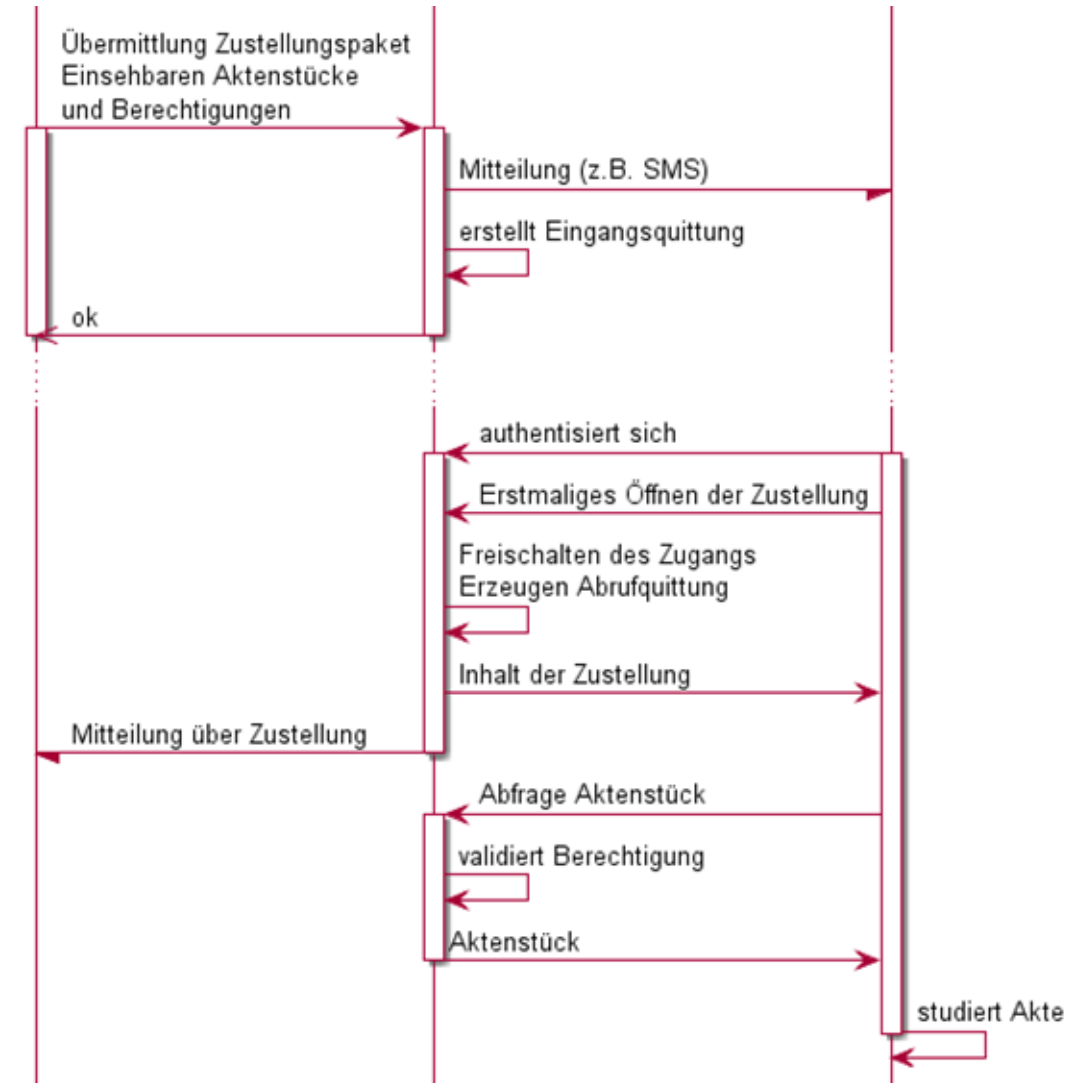 Übermittlung Zustellungspaket
Einsehbaren Aktenstücke
und Berechtigungen
Mitteilung (z.B. SMS)
erstellt Eingangsquittung
ok
authentisiert sich
Erstmaliges Öffnen der Zustellung
Freischalten des Zugangs
Erzeugen Abrufquittung
Inhalt der Zustellung
Mitteilung über Zustellung
Abfrage Aktenstück
validiert Berechtigung
Aktenstück
studiert Akte